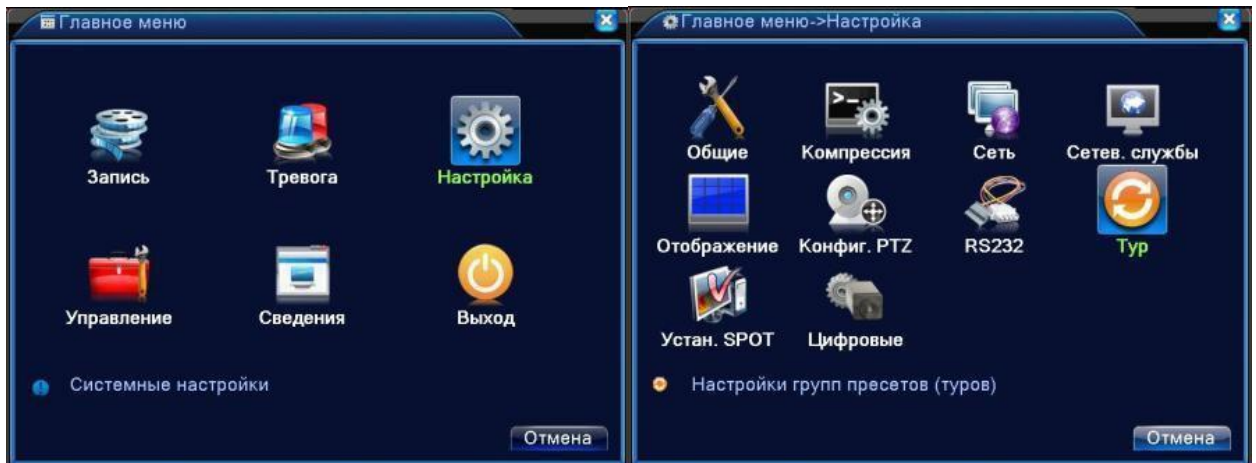 Главное меню
Запись
Тревога
Настройка
Управление
Сведения
Выход
Системные настройки
Отмена
Главное меню->Настройка
Общие
Компрессия
Сеть
Сетев. службы
Отображение
Конфиг. PTZ
RS232
Тур
Устан. SPOT
Цифровые
Настройки групп пресетов (туров)
Отмена